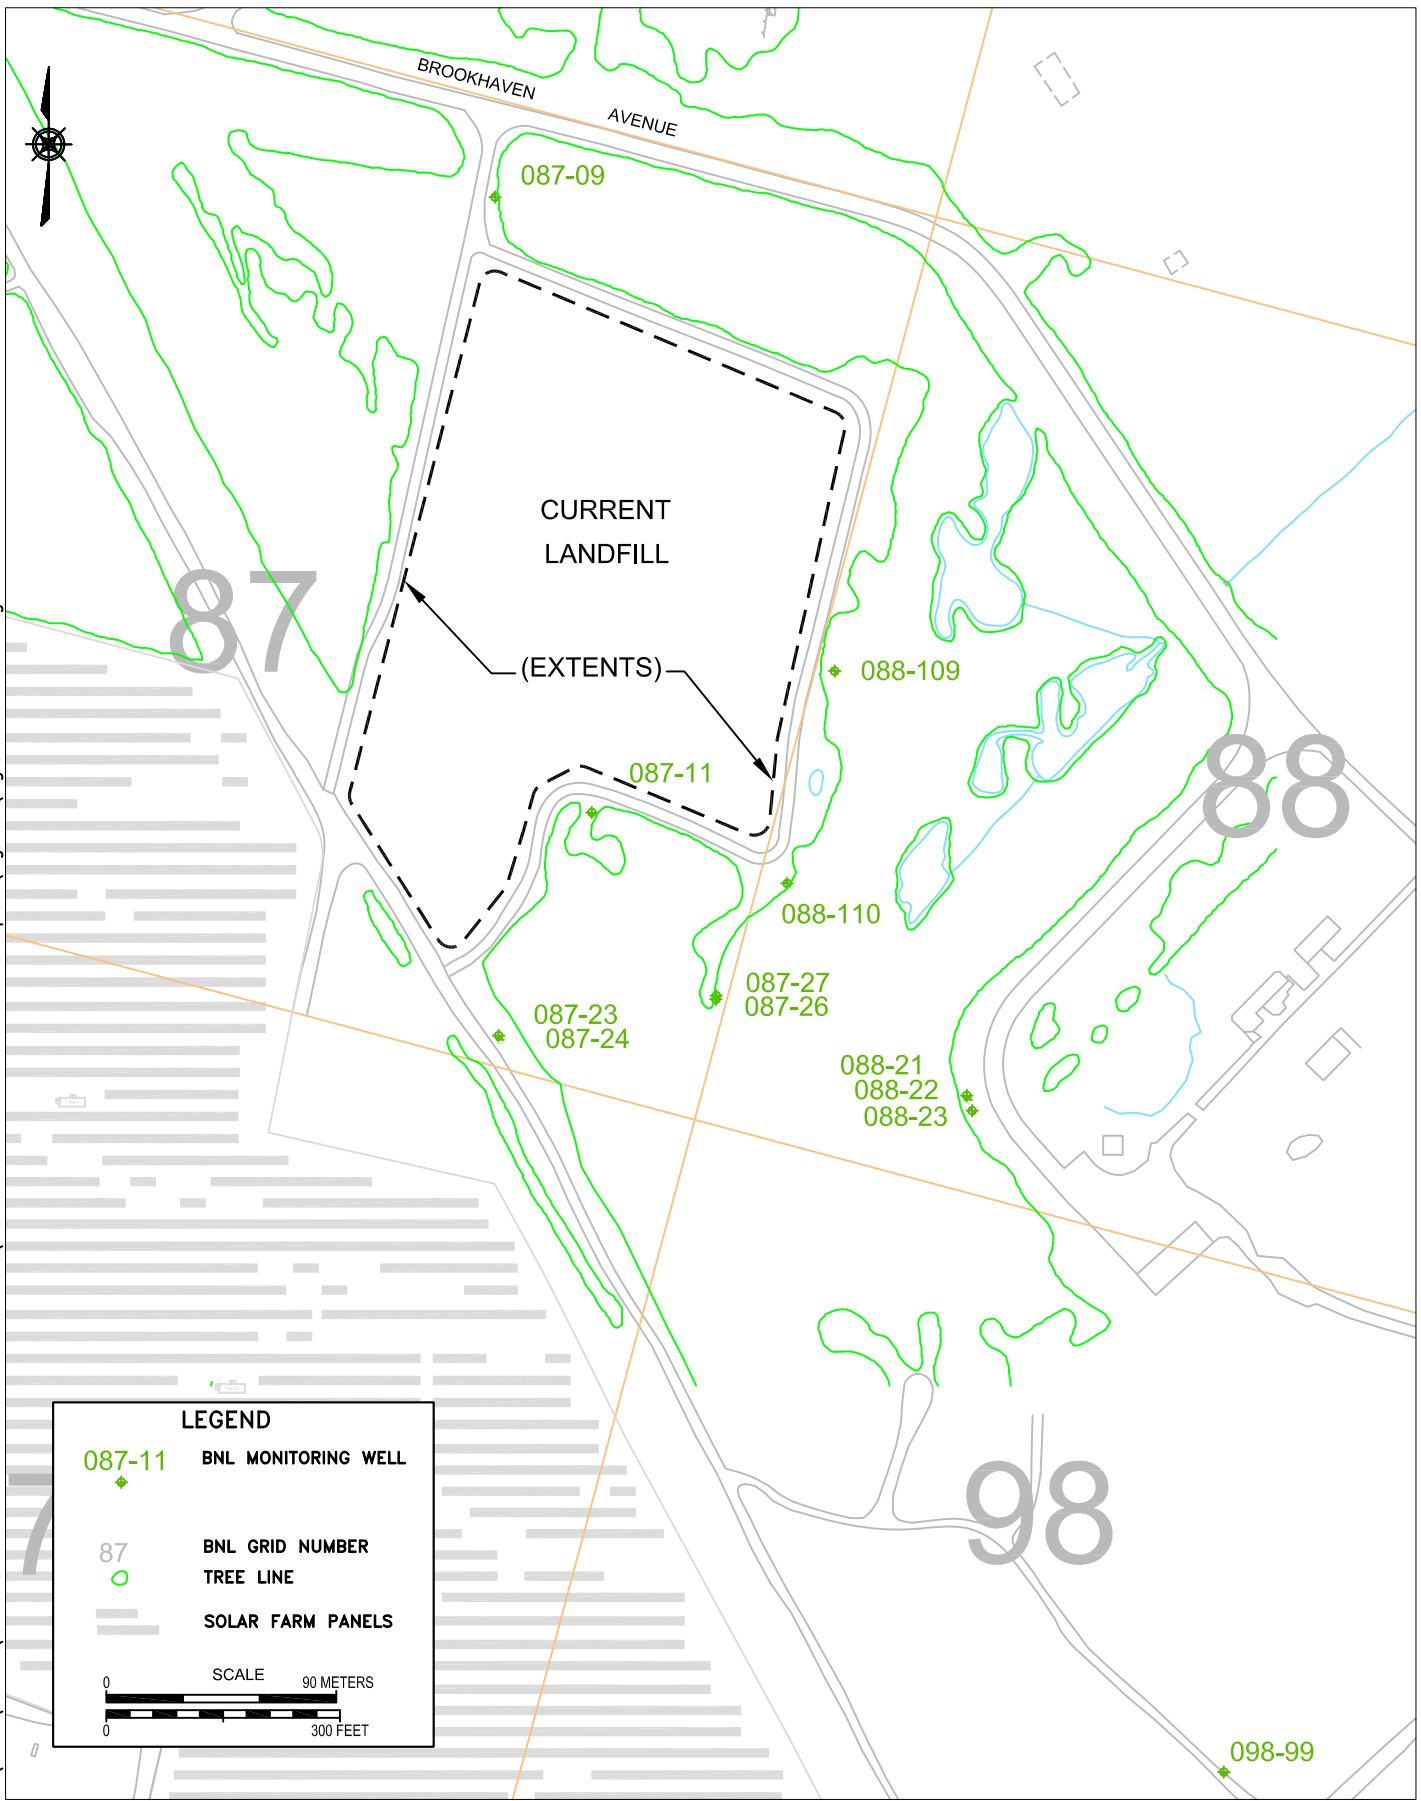 BROOKHAVEN
AVENUE
087-09
CURRENT
LANDFILL
87
(EXTENTS)
088-109
087-11
88
088-110
087-27
087-26
087-23
087-24
088-21
088-22
088-23
98
098-99
7
LEGEND
087-11 BNL MONITORING WELL
87 BNL GRID NUMBER
TREE LINE
SOLAR FARM PANELS
SCALE
0 90 METERS
0 300 FEET